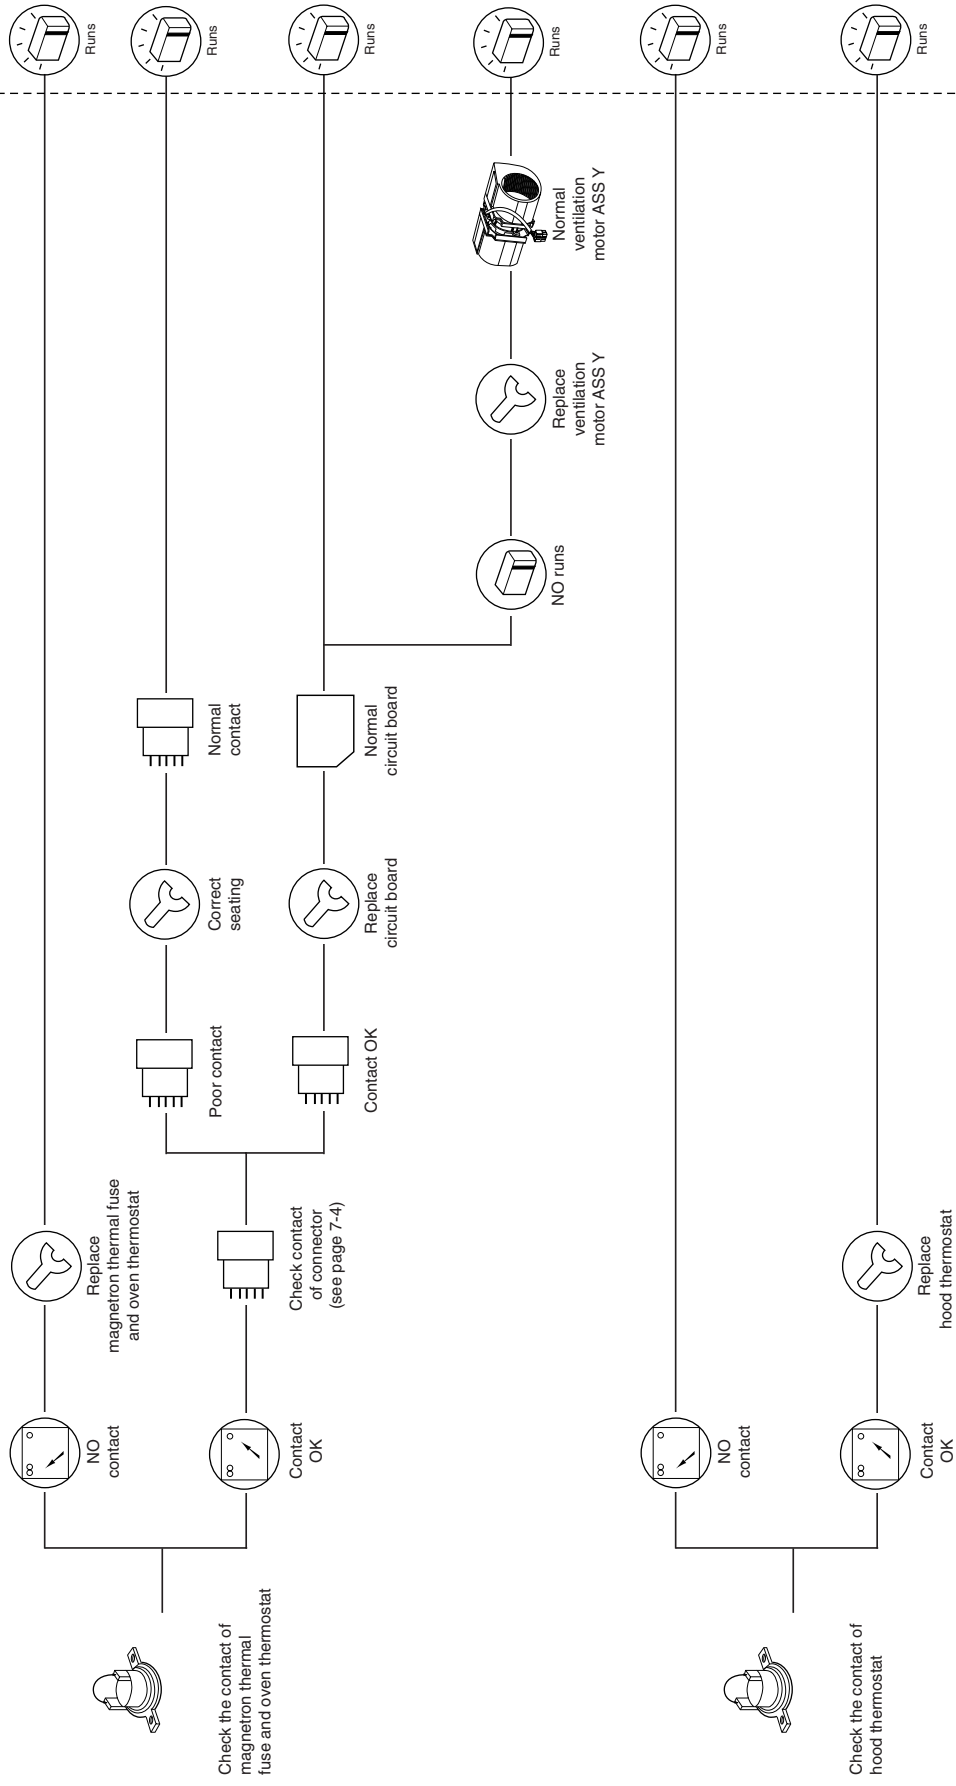 Check the contact of
magnetron thermal
fuse and oven thermostat
NO
contact
Replace
magnetron thermal fuse
and oven thermostat
Runs
Contact
OK
Check contact
of connector
(see page 7-4)
Poor contact
Correct
seating
Normal
contact
Runs
Contact OK
Replace
circuit board
Normal
circuit board
Runs
NO runs
Replace
ventilation
motor ASS Y
Normal
ventilation
motor ASS Y
Runs
Check the contact of
hood thermostat
NO
contact
Runs
Contact
OK
Replace
hood thermostat
Runs